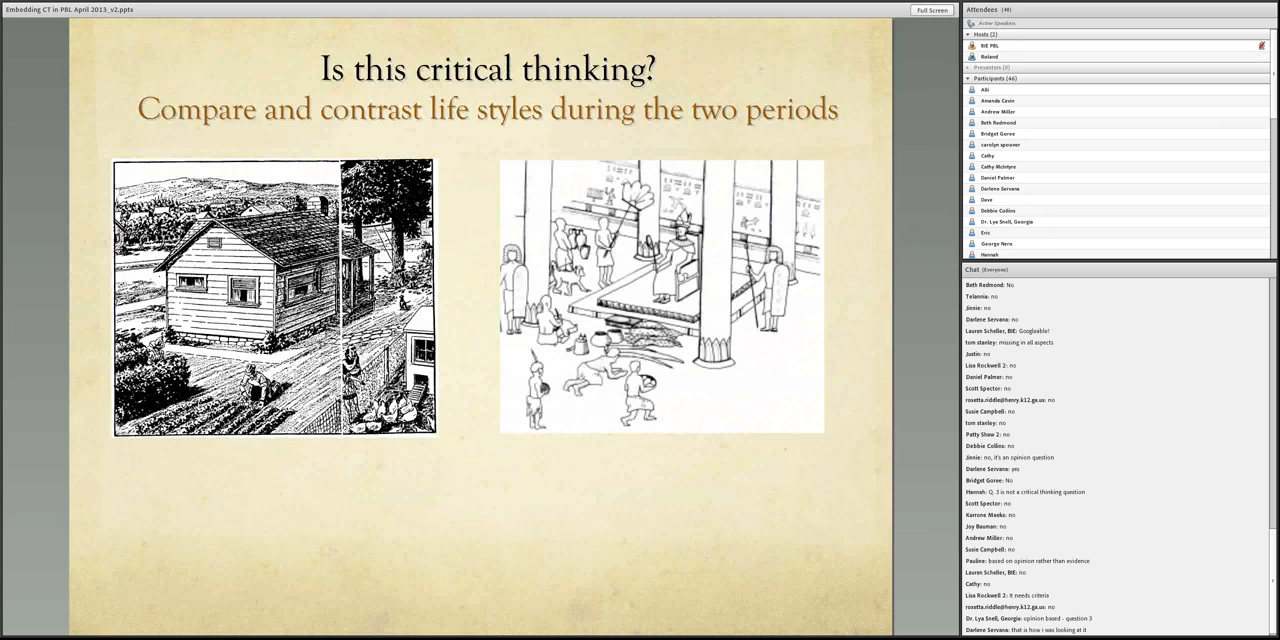 Embedding CT in PBL April 2013_v2.pptx
Full Screen
Is this critical thinking?
Compare and contrast life styles during the two periods
Attendees (48)
Active Speakers
Hosts (2)
BIE PBL
Roland
Presenters (0)
Participants (46)
Alli
Amanda Cavin
Andrew Miller
Beth Redmond
Bridget Goree
carolyn spooner
Cathy
Cathy McIntyre
Daniel Palmer
Darlene Servana
Dave
Debbie Collins
Dr. Lya Snell, Georgia
Eric
George Nero
Hannah
Chat (Everyone)
Beth Redmond: No.
Telannia: no
Jinnie: no
Darlene Servana: no
Lauren Scheller, BIE: Googleable!
tom stanley: missing in all aspects
Justin: no
Lisa Rockwell 2: no
Daniel Palmer: no
Scott Spector: no
rosetta.riddle@henry.k12.ga.us: no
Susie Campbell: no
tom stanley: no
Patty Shaw 2: no
Debbie Collins: no
Jinnie: no, it's an opinion question
Darlene Servana: yes
Bridget Goree: No
Hannah: Q. 3 is not a critical thinking question
Scott Spector: no
Karrone Meeks: no
Joy Bauman: no
Andrew Miller: no
Susie Campbell: no
Pauline: based on opinion rather than evidence
Lauren Scheller, BIE: no
Cathy: no
Lisa Rockwell 2: It needs criteria
rosetta.riddle@henry.k12.ga.us: no
Dr. Lya Snell, Georgia: opinion based - question 3
Darlene Servana: that is how i was looking at it